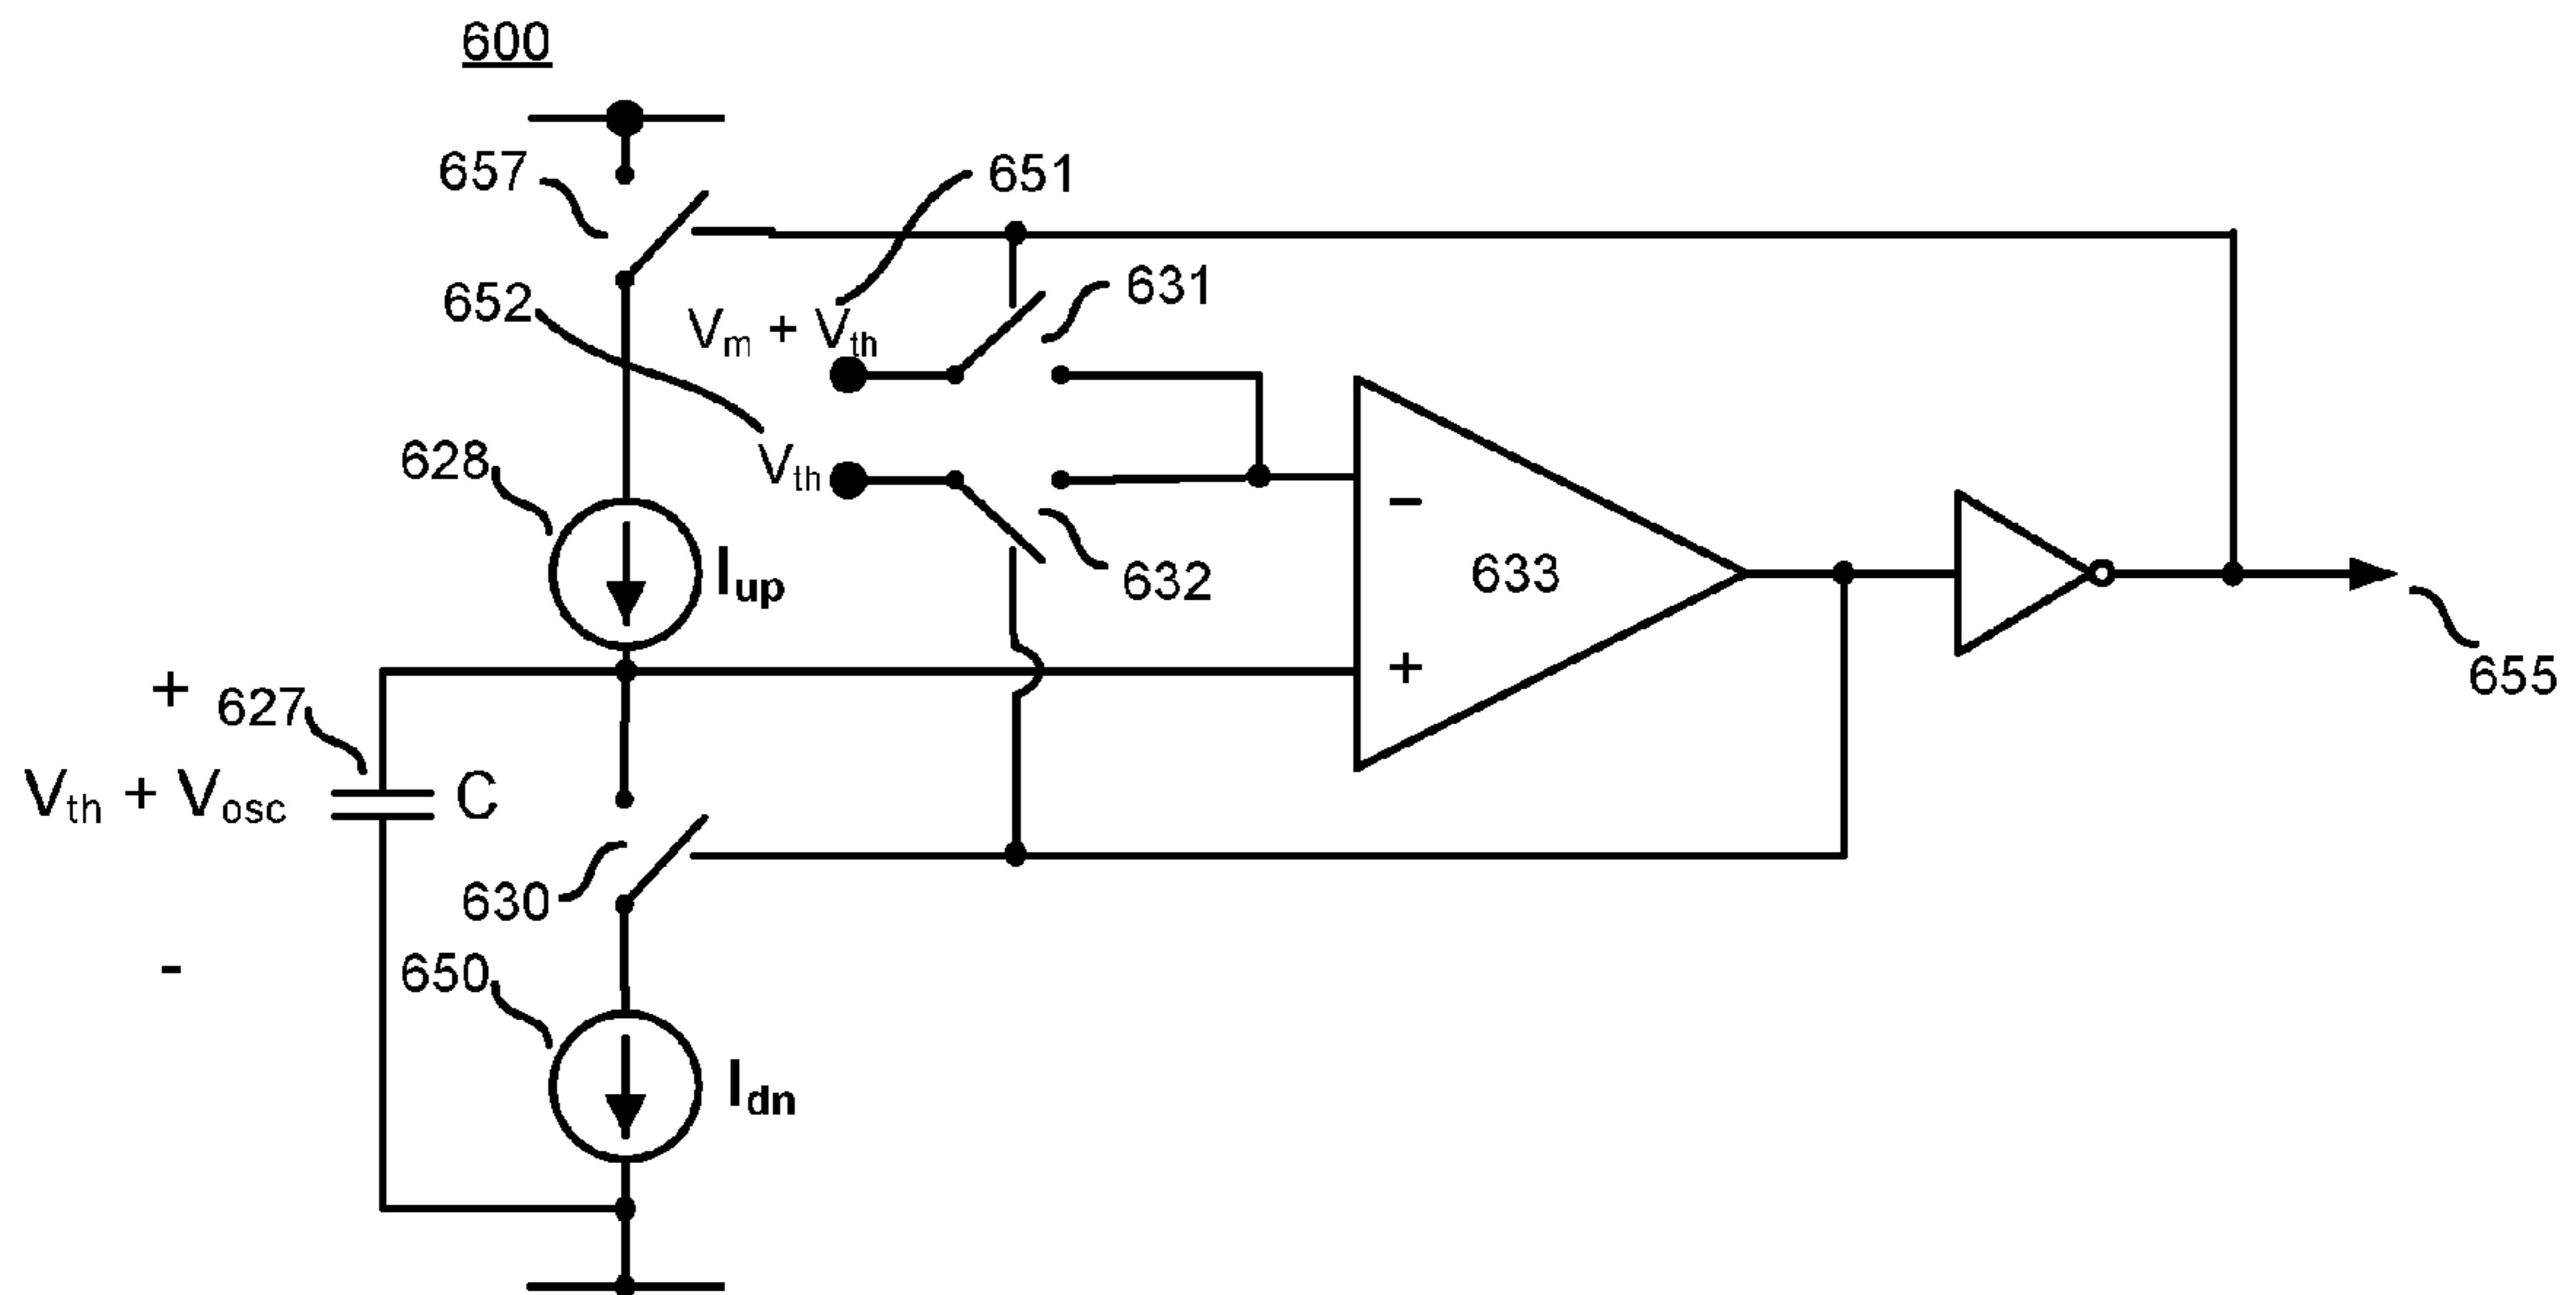 600
657
651
631
652
Vm + Vth
628
Vth
Iup
632
−
633
+
655
+
627
Vth + Vosc
C
630
-
650
Idn